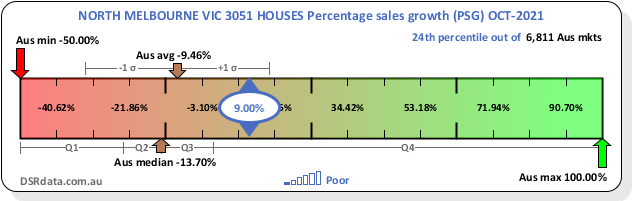 NORTH MELBOURNE VIC 3051 HOUSES Percentage sales growth (PSG) OCT-2021
Aus min -50.00%
Aus avg -9.46%
24th percentile out of 6,811 Aus mkts
-1 σ
+1 σ
-40.62% -21.86% -3.10% 9.00% 34.42% 53.18% 71.94% 90.70%
Q1 Q2 Q3 Q4
Aus median -13.70%
DSRdata.com.au
Poor
Aus max 100.00%